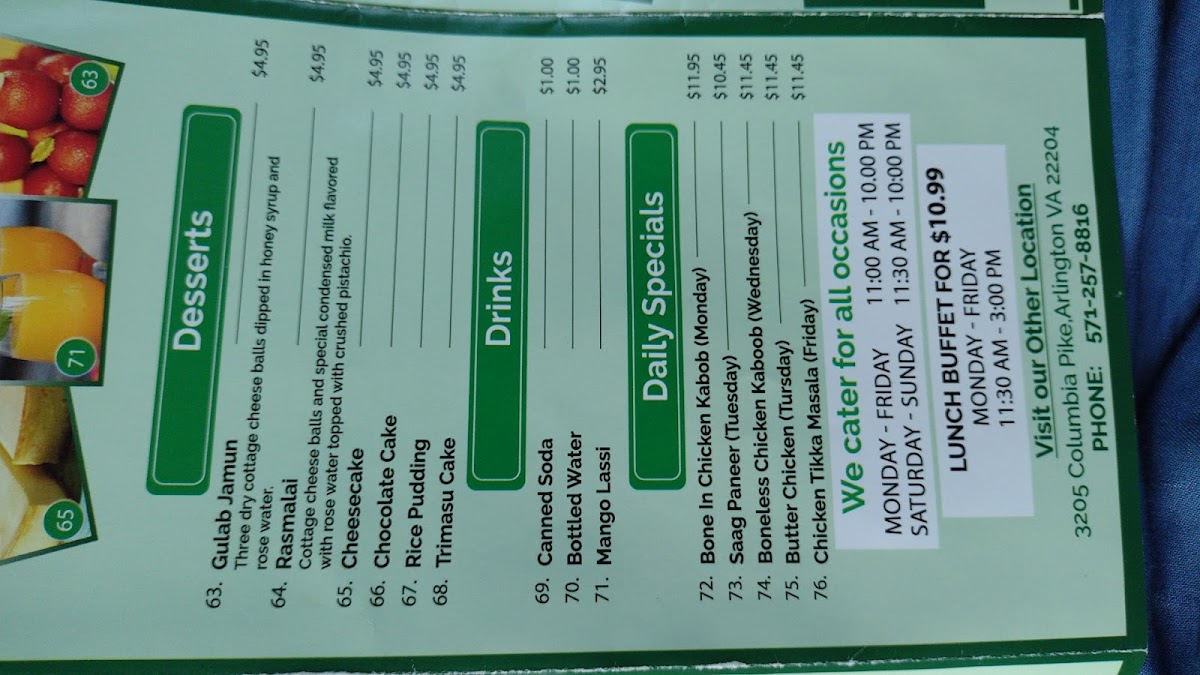 63
71
65
Desserts
63. Gulab Jamun $4.95
Three dry cottage cheese balls dipped in honey syrup and
rose water.
64. Rasmalai $4.95
Cottage cheese balls and special condensed milk flavored
with rose water topped with crushed pistachio.
65. Cheesecake $4.95
66. Chocolate Cake $4.95
67. Rice Pudding $4.95
68. Trimasu Cake $4.95
Drinks
69. Canned Soda $1.00
70. Bottled Water $1.00
71. Mango Lassi $2.95
Daily Specials
72. Bone In Chicken Kabob (Monday) $11.95
73. Saag Paneer (Tuesday) $10.45
74. Boneless Chicken Kaboob (Wednesday) $11.45
75. Butter Chicken (Tursday) $11.45
76. Chicken Tikka Masala (Friday) $11.45
We cater for all occasions
MONDAY - FRIDAY 11:00 AM - 10.00 PM
SATURDAY - SUNDAY 11:30 AM - 10:00 PM
LUNCH BUFFET FOR $10.99
MONDAY - FRIDAY
11:30 AM - 3:00 PM
Visit our Other Location
3205 Columbia Pike,Arlington VA 22204
PHONE: 571-257-8816